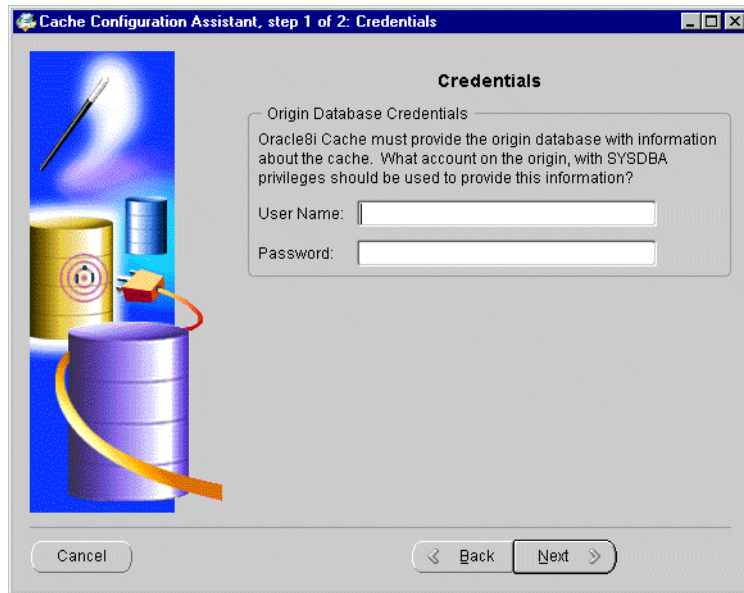 Cache Configuration Assistant, step 1 of 2: Credentials
Credentials
Origin Database Credentials
Oracle8i Cache must provide the origin database with information
about the cache. What account on the origin, with SYSDBA
privileges should be used to provide this information?
User Name:
Password:
Cancel
Back
Next